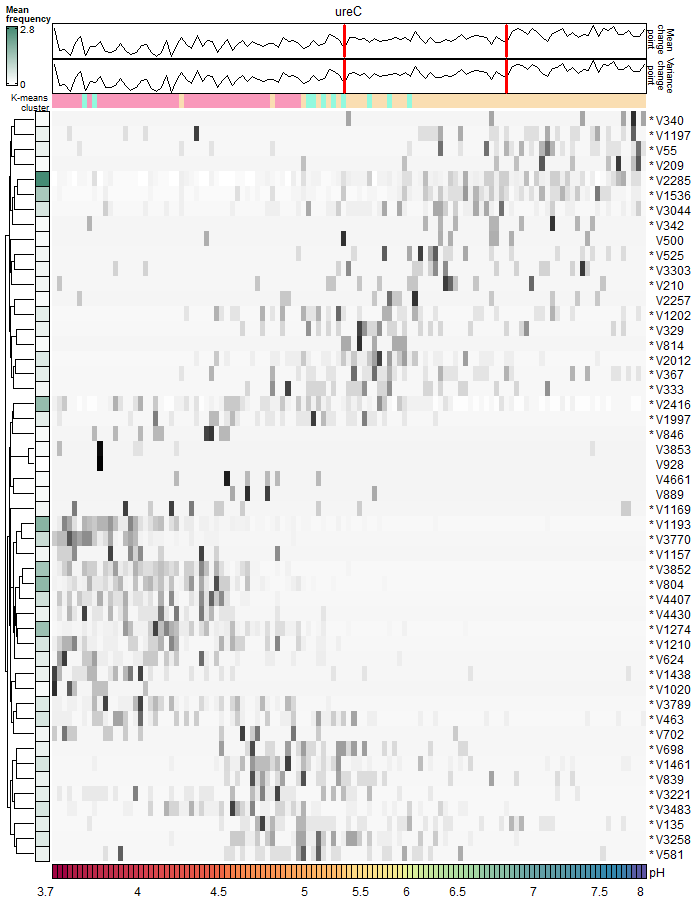 ureC
Mean
frequency
2.8
0
Mean
change
point
Variance
change
point
K-means
cluster
* V340
* V1197
* V55
* V209
* V2285
* V1536
* V3044
* V342
V500
* V525
* V3303
* V210
V2257
* V1202
* V329
* V814
* V2012
* V367
* V333
* V2416
* V1997
* V846
V3853
V928
V4661
V889
* V1169
* V1193
* V3770
* V1157
* V3852
* V804
* V4407
* V4430
* V1274
* V1210
* V624
* V1438
* V1020
* V3789
* V463
* V702
* V698
* V1461
* V839
* V3221
* V3483
* V135
* V3258
* V581
pH
3.7 4 4.5 5 5.5 6 6.5 7 7.5 8